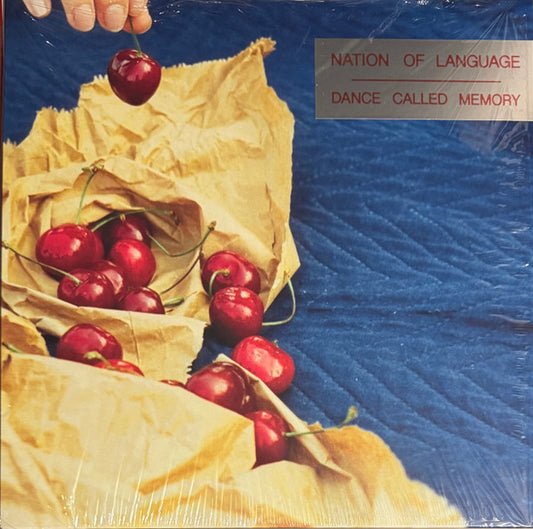 NATION OF LANGUAGE
DANCE CALLED MEMORY